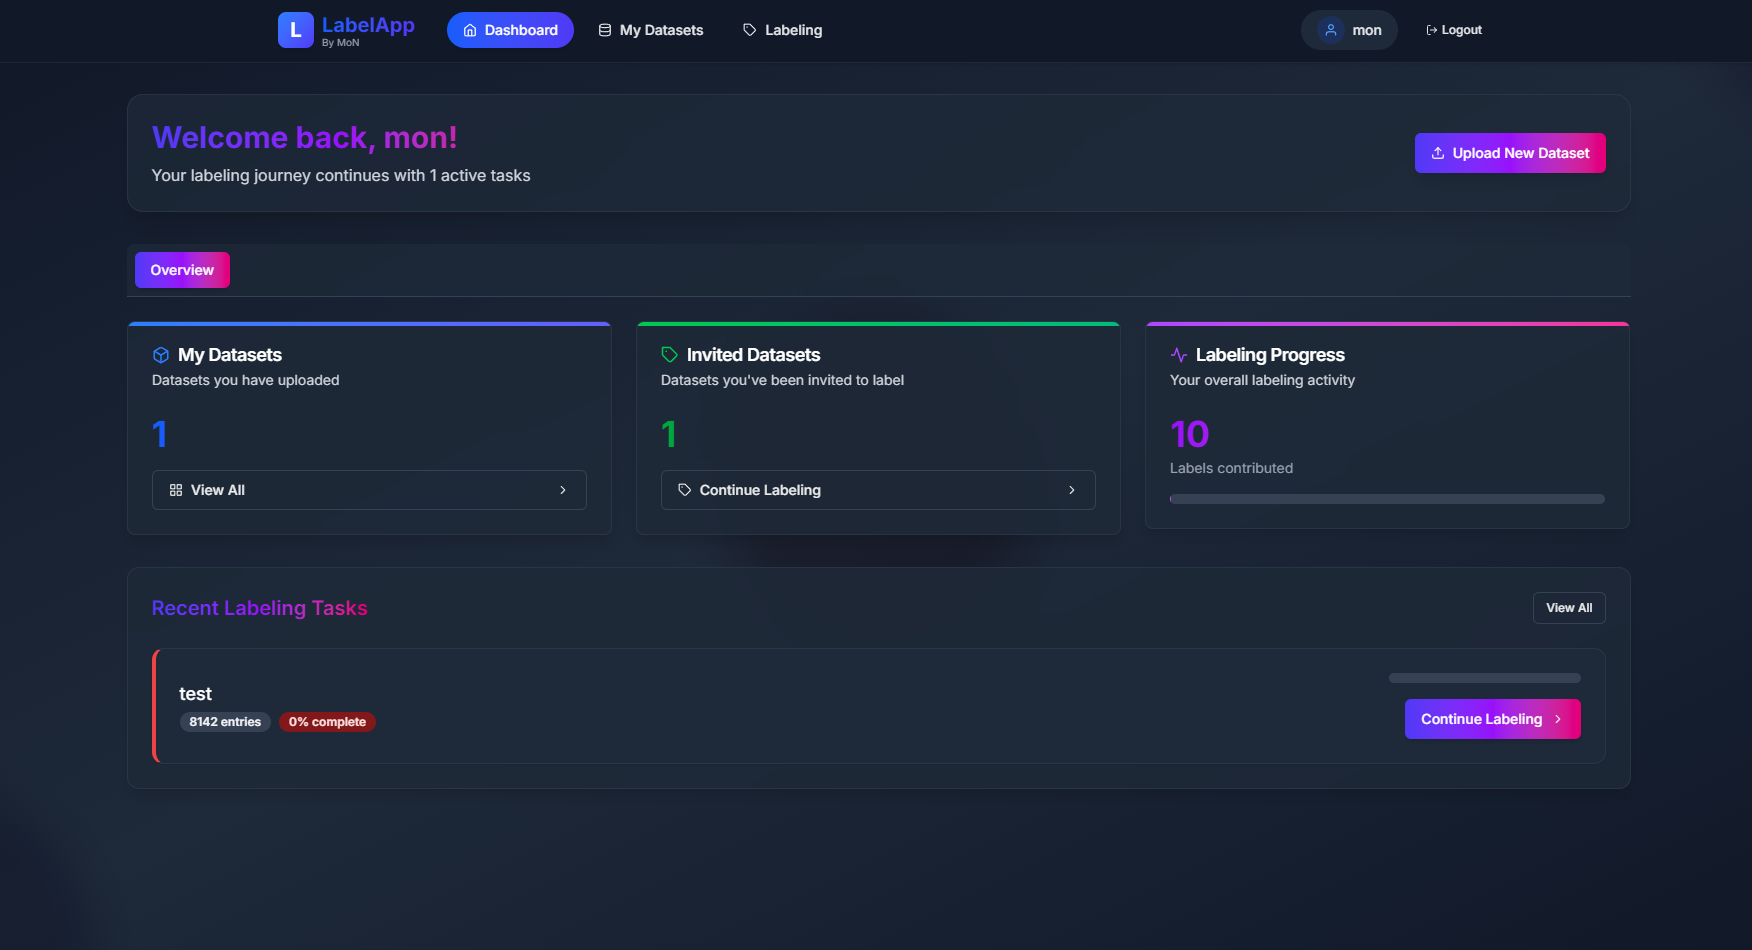 L
LabelApp
By MoN
Dashboard
My Datasets
Labeling
mon
Logout
Welcome back, mon!
Your labeling journey continues with 1 active tasks
Upload New Dataset
Overview
My Datasets
Datasets you have uploaded
1
View All
Invited Datasets
Datasets you've been invited to label
1
Continue Labeling
Labeling Progress
Your overall labeling activity
10
Labels contributed
Recent Labeling Tasks
View All
test
8142 entries
0% complete
Continue Labeling